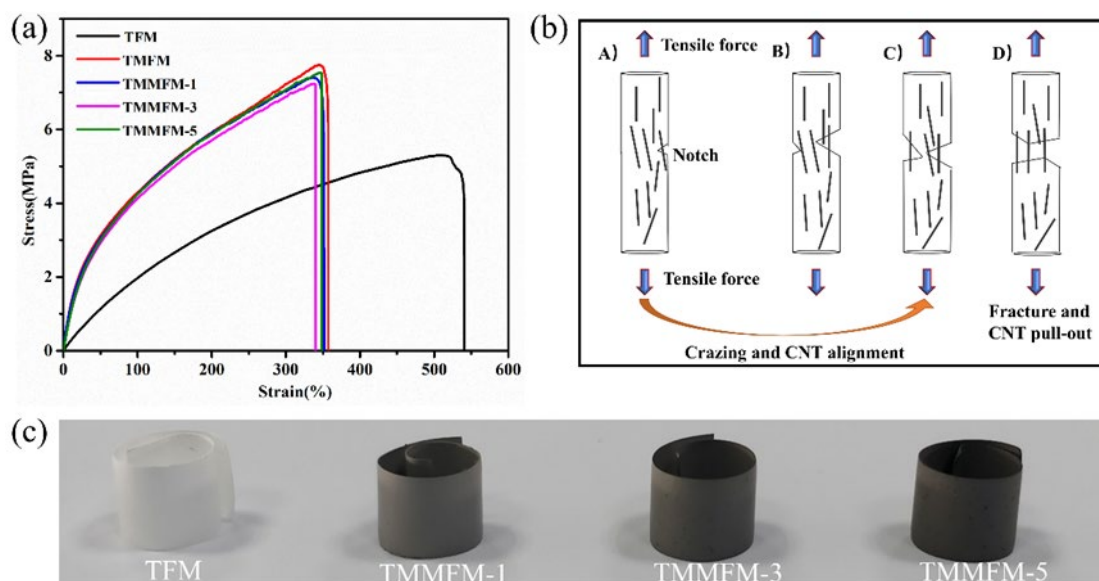 (a)
TFM
TMFM
TMMFM-1
TMMFM-3
TMMFM-5
8
6
4
2
0
Stress(MPa)
0 100 200 300 400 500 600
Strain(%)
(b)
A) Tensile force B) C) D)
Notch
Tensile force
Fracture and
CNT pull-out
Crazing and CNT alignment
(c)
TFM TMMFM-1 TMMFM-3 TMMFM-5